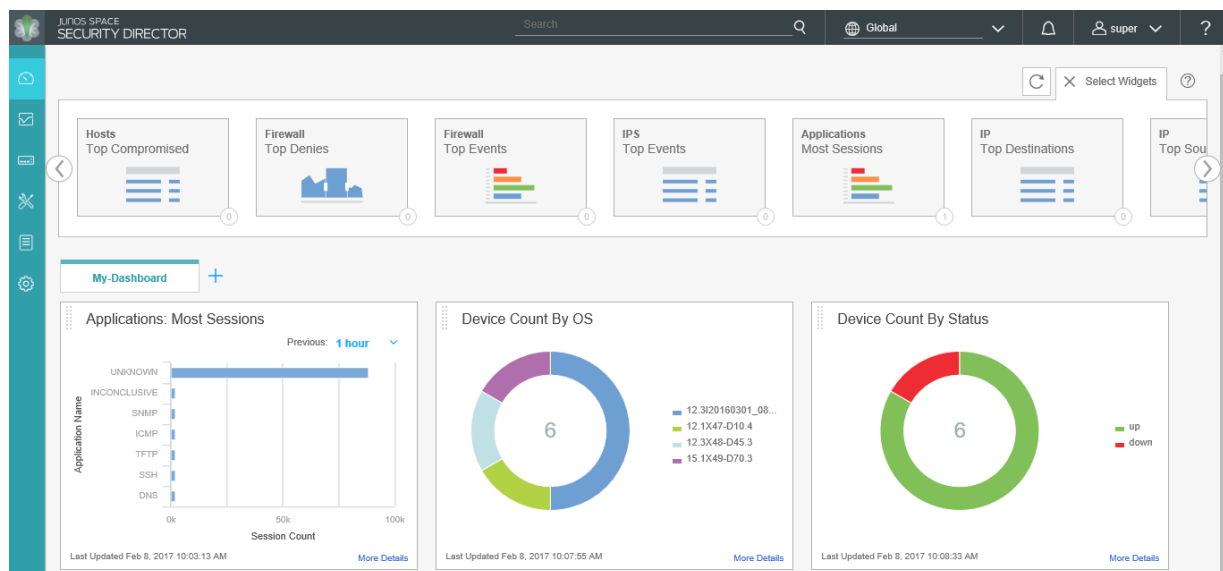 JUNOS SPACE
SECURITY DIRECTOR
Search
Global
super
?
Select Widgets
?
Hosts
Top Compromised
0
Firewall
Top Denies
0
Firewall
Top Events
0
IPS
Top Events
0
Applications
Most Sessions
1
IP
Top Destinations
0
IP
Top Sou
My-Dashboard
+
Applications: Most Sessions
Previous: 1 hour
Application Name
UNKNOWN
INCONCLUSIVE
SNMP
ICMP
TFTP
SSH
DNS
0k 50k 100k
Session Count
Last Updated Feb 8, 2017 10:03:13 AM More Details
Device Count By OS
6
12.3I20160301_08...
12.1X47-D10.4
12.3X48-D45.3
15.1X49-D70.3
Last Updated Feb 8, 2017 10:07:55 AM More Details
Device Count By Status
6
up
down
Last Updated Feb 8, 2017 10:08:33 AM More Details